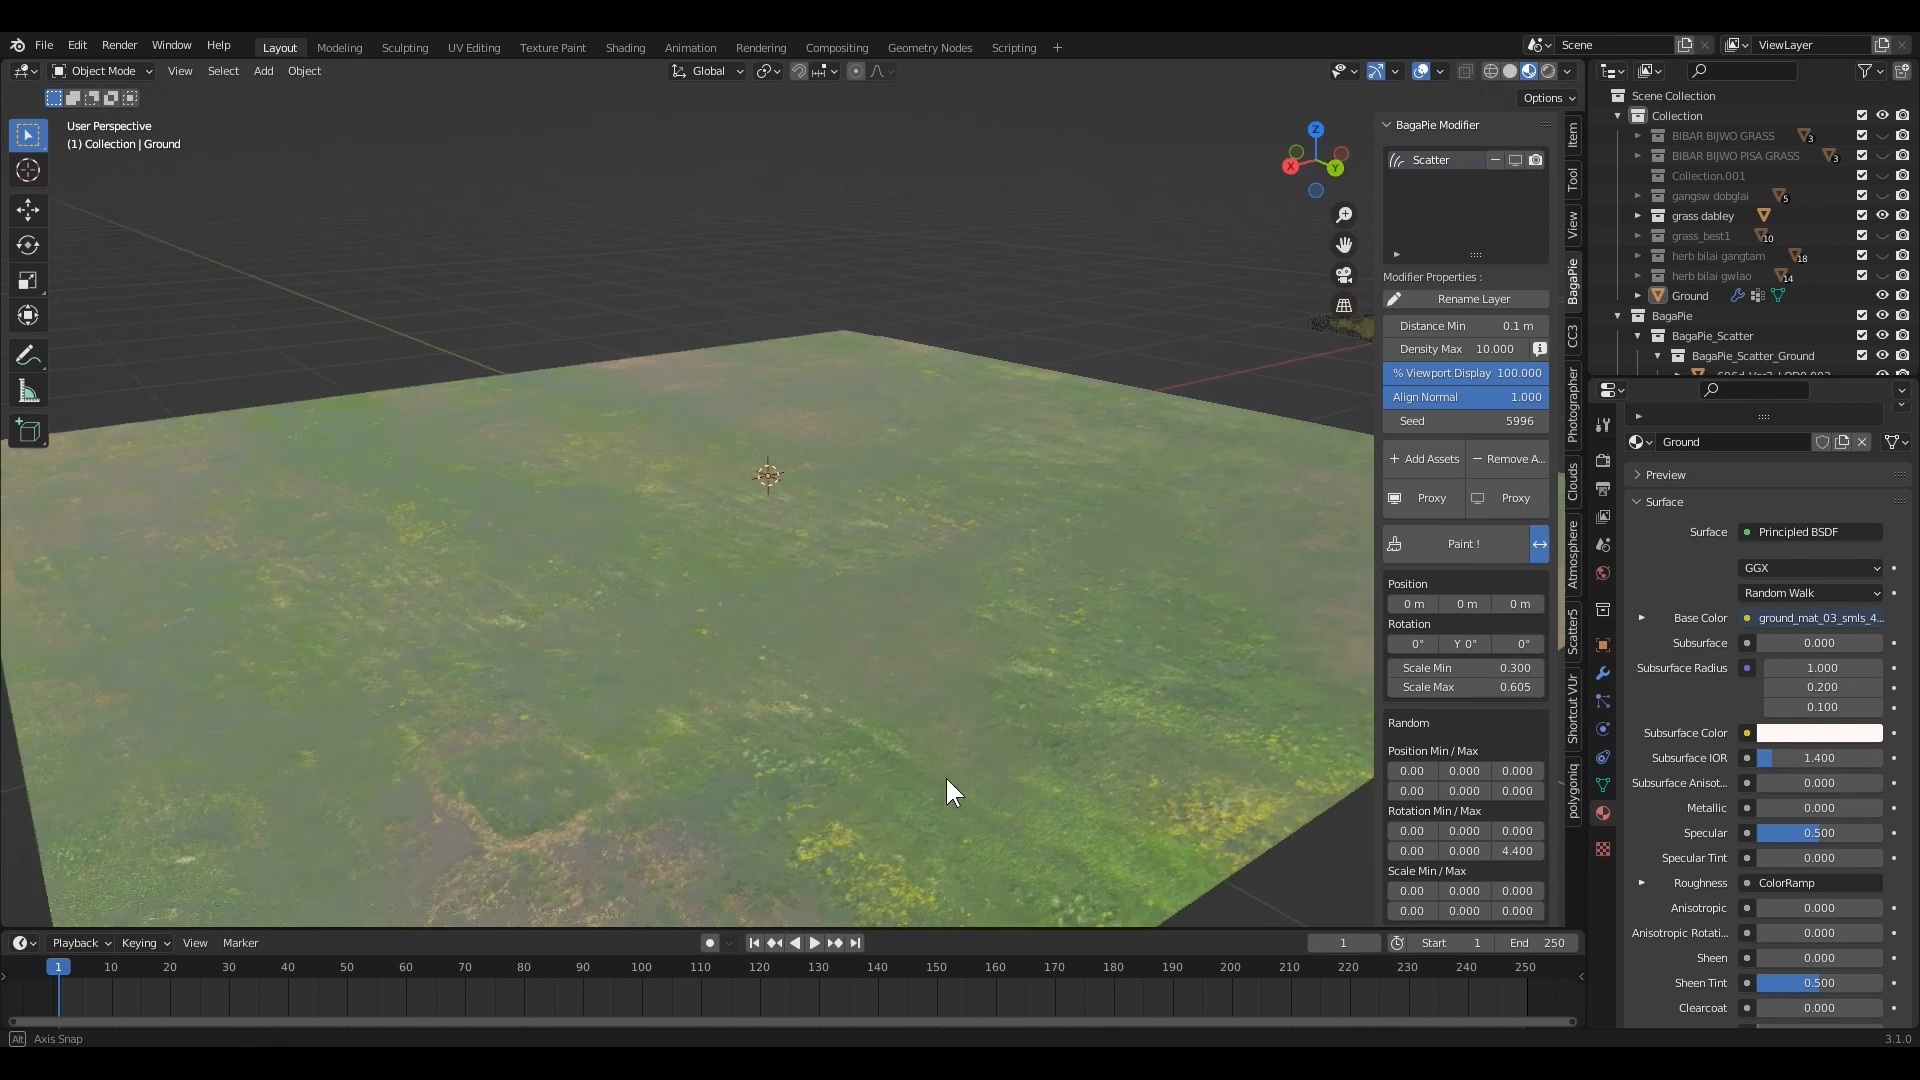 File Edit Render Window Help Layout Modeling Sculpting UV Editing Texture Paint Shading Animation Rendering Compositing Geometry Nodes Scripting + Scene ViewLayer
Object Mode View Select Add Object Global
Options
User Perspective
(1) Collection | Ground
Z
X
Y
BagaPie Modifier
Scatter
Modifier Properties :
Rename Layer
Distance Min 0.1 m
Density Max 10.000
% Viewport Display 100.000
Align Normal 1.000
Seed 5996
Add Assets Remove A...
Proxy Proxy
Paint !
Position
0 m 0 m 0 m
Rotation
0° Y 0° 0°
Scale Min 0.300
Scale Max 0.605
Random
Position Min / Max
0.00 0.000 0.000
0.00 0.000 0.000
Rotation Min / Max
0.00 0.000 0.000
0.00 0.000 4.400
Scale Min / Max
0.00 0.000 0.000
0.00 0.000 0.000
Item
Tool
View
BagaPie
CC3
Photographer
Clouds
Atmosphere
Scatter5
Shortcut VUr
polygoniq
Scene Collection
Collection
BIBAR BIJWO GRASS 3
BIBAR BIJWO PISA GRASS 3
Collection.001
gangsw dobglai 5
grass dabley
grass_best1 10
herb bilai gangtam 18
herb bilai gwlao 14
Ground
BagaPie
BagaPie_Scatter
BagaPie_Scatter_Ground
Ground
Preview
Surface
Surface Principled BSDF
GGX
Random Walk
Base Color ground_mat_03_smls_4...
Subsurface 0.000
Subsurface Radius 1.000
0.200
0.100
Subsurface Color
Subsurface IOR 1.400
Subsurface Anisot... 0.000
Metallic 0.000
Specular 0.500
Specular Tint 0.000
Roughness ColorRamp
Anisotropic 0.000
Anisotropic Rotati... 0.000
Sheen 0.000
Sheen Tint 0.500
Clearcoat 0.000
Playback Keying View Marker 1 Start 1 End 250
1 10 20 30 40 50 60 70 80 90 100 110 120 130 140 150 160 170 180 190 200 210 220 230 240 250
Alt Axis Snap 3.1.0